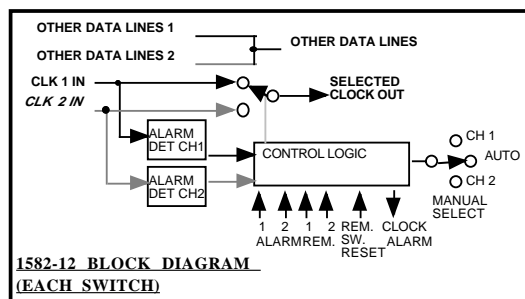 OTHER DATA LINES 1
OTHER DATA LINES
OTHER DATA LINES 2
CLK 1 IN
SELECTED
CLOCK OUT
CLK 2 IN
ALARM
DET CH1
CONTROL LOGIC
CH 1
AUTO
CH 2
ALARM
DET CH2
MANUAL
SELECT
1 2 1 2 REM. CLOCK
ALARM REM. SW. ALARM
RESET
1582-12 BLOCK DIAGRAM
(EACH SWITCH)